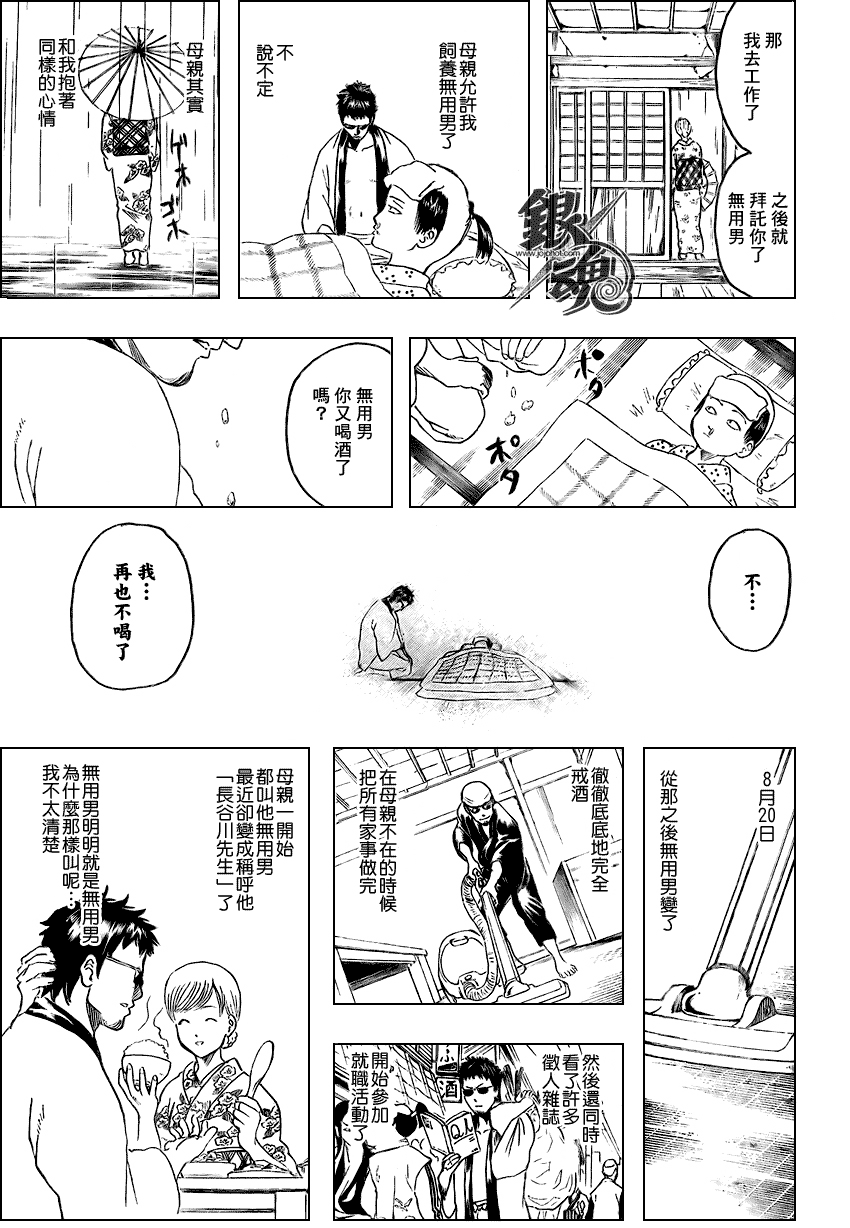 那
我去工作了
之後就
拜託你了
無用男
母親允許我
飼養無用男了
不
說不定
母親其實
和我抱著
同樣的心情
ゲホ
ゴホ
銀魂
www.jojohot.com
ポタ
ポタ
無用男
你又喝酒了
嗎？
不…
我…
再也不喝了
8月20日
從那之後無用男變了
徹徹底底地完全
戒酒
在母親不在的時候
把所有家事做完
然後還同時
看了許多
徵人雜誌
開始參加
就職活動了
ふ
酒
母親一開始
都叫他無用男
最近卻變成稱呼他
「長谷川先生」了
無用男明明就是無用男
為什麼那樣叫呢…
我不太清楚